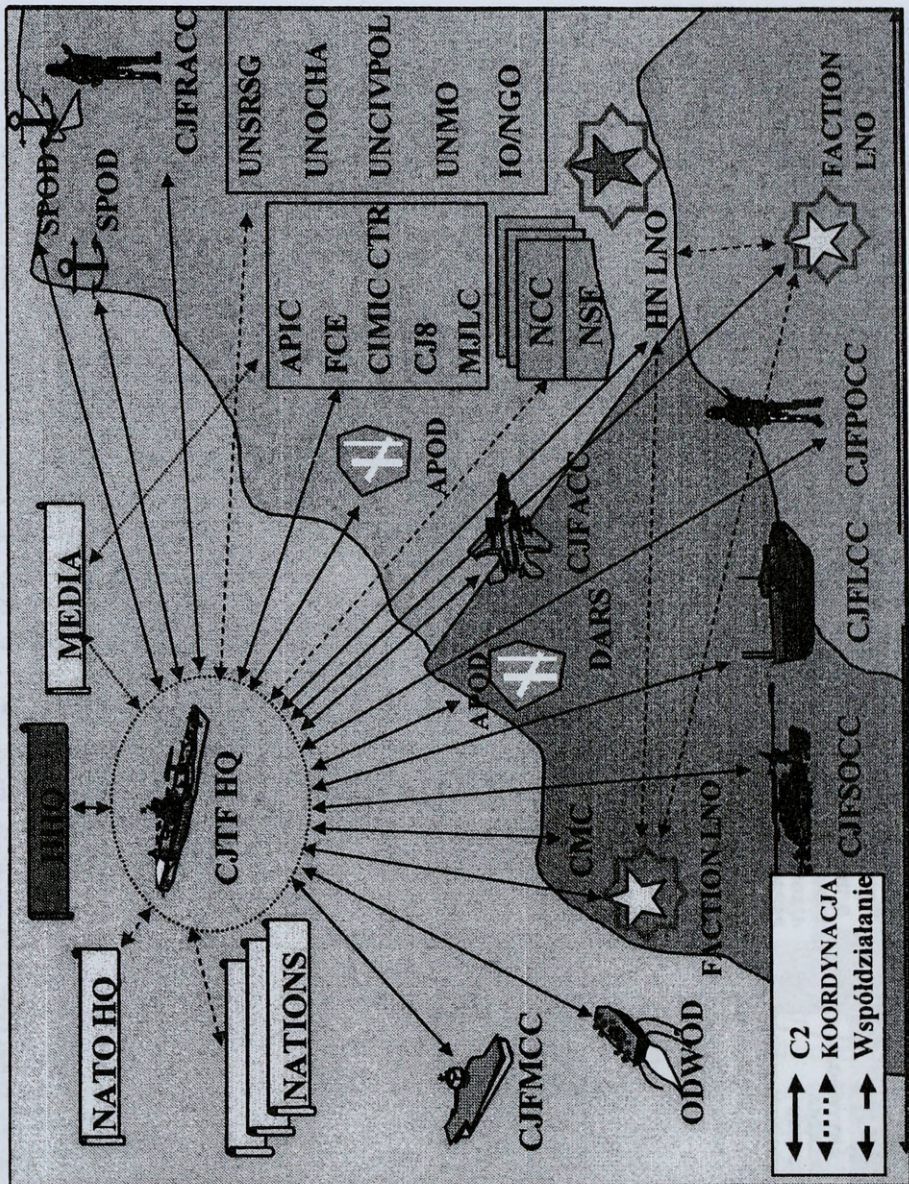 NATO HQ
HHQ
MEDIA
NATIONS
CJTF HQ
SPOD
SPOD
CJFRACC
CJFMCC
ODWOD
APOD
APOD
APIC
FCE
CIMIC CTR
CJ8
MJLC
UNSRSG
UNOCHA
UNCIVPOL
UNMO
IO/NGO
NCC
NSE
HN LNO
CMC
FACTION LNO
DARS
CJFACC
CJFSOCC
CJFLCC
CJFPOCC
FACTION
LNO
C2
KOORDYNACJA
Współdziałanie